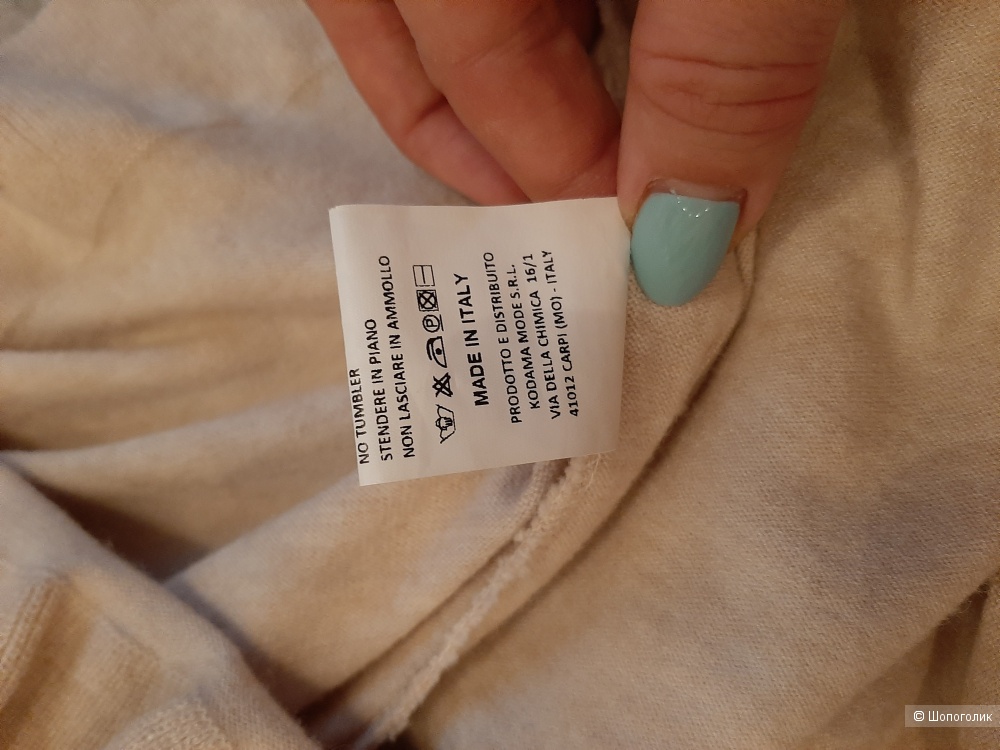 NO TUMBLER
STENDERE IN PIANO
NON LASCIARE IN AMMOLLO
P
MADE IN ITALY
PRODOTTO E DISTRIBUITO
KODAMA MODE S.R.L.
VIA DELLA CHIMICA 16/1
41012 CARPI (MO) - ITALY
© Шопоголик